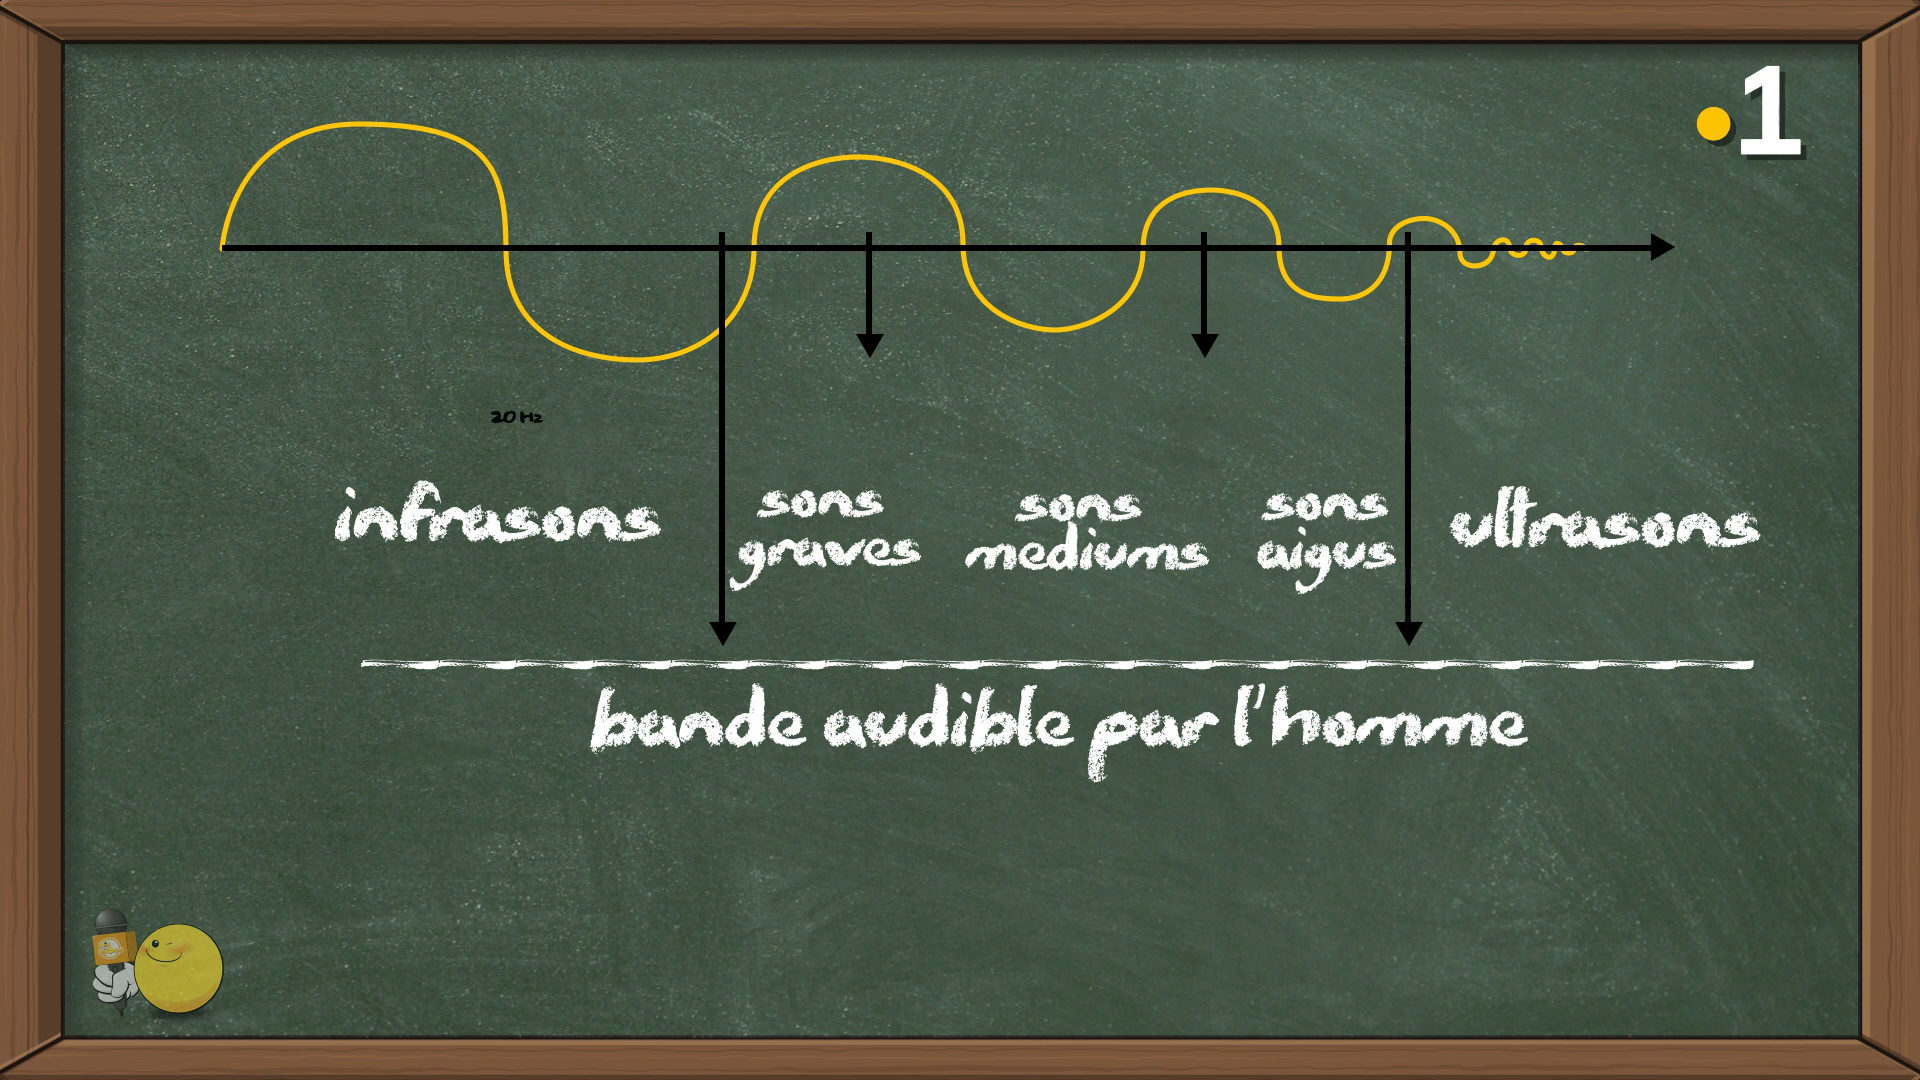 1
20 Hz
infrasons
sons
graves
sons
mediums
sons
aigus
ultrasons
bande audible par l'homme